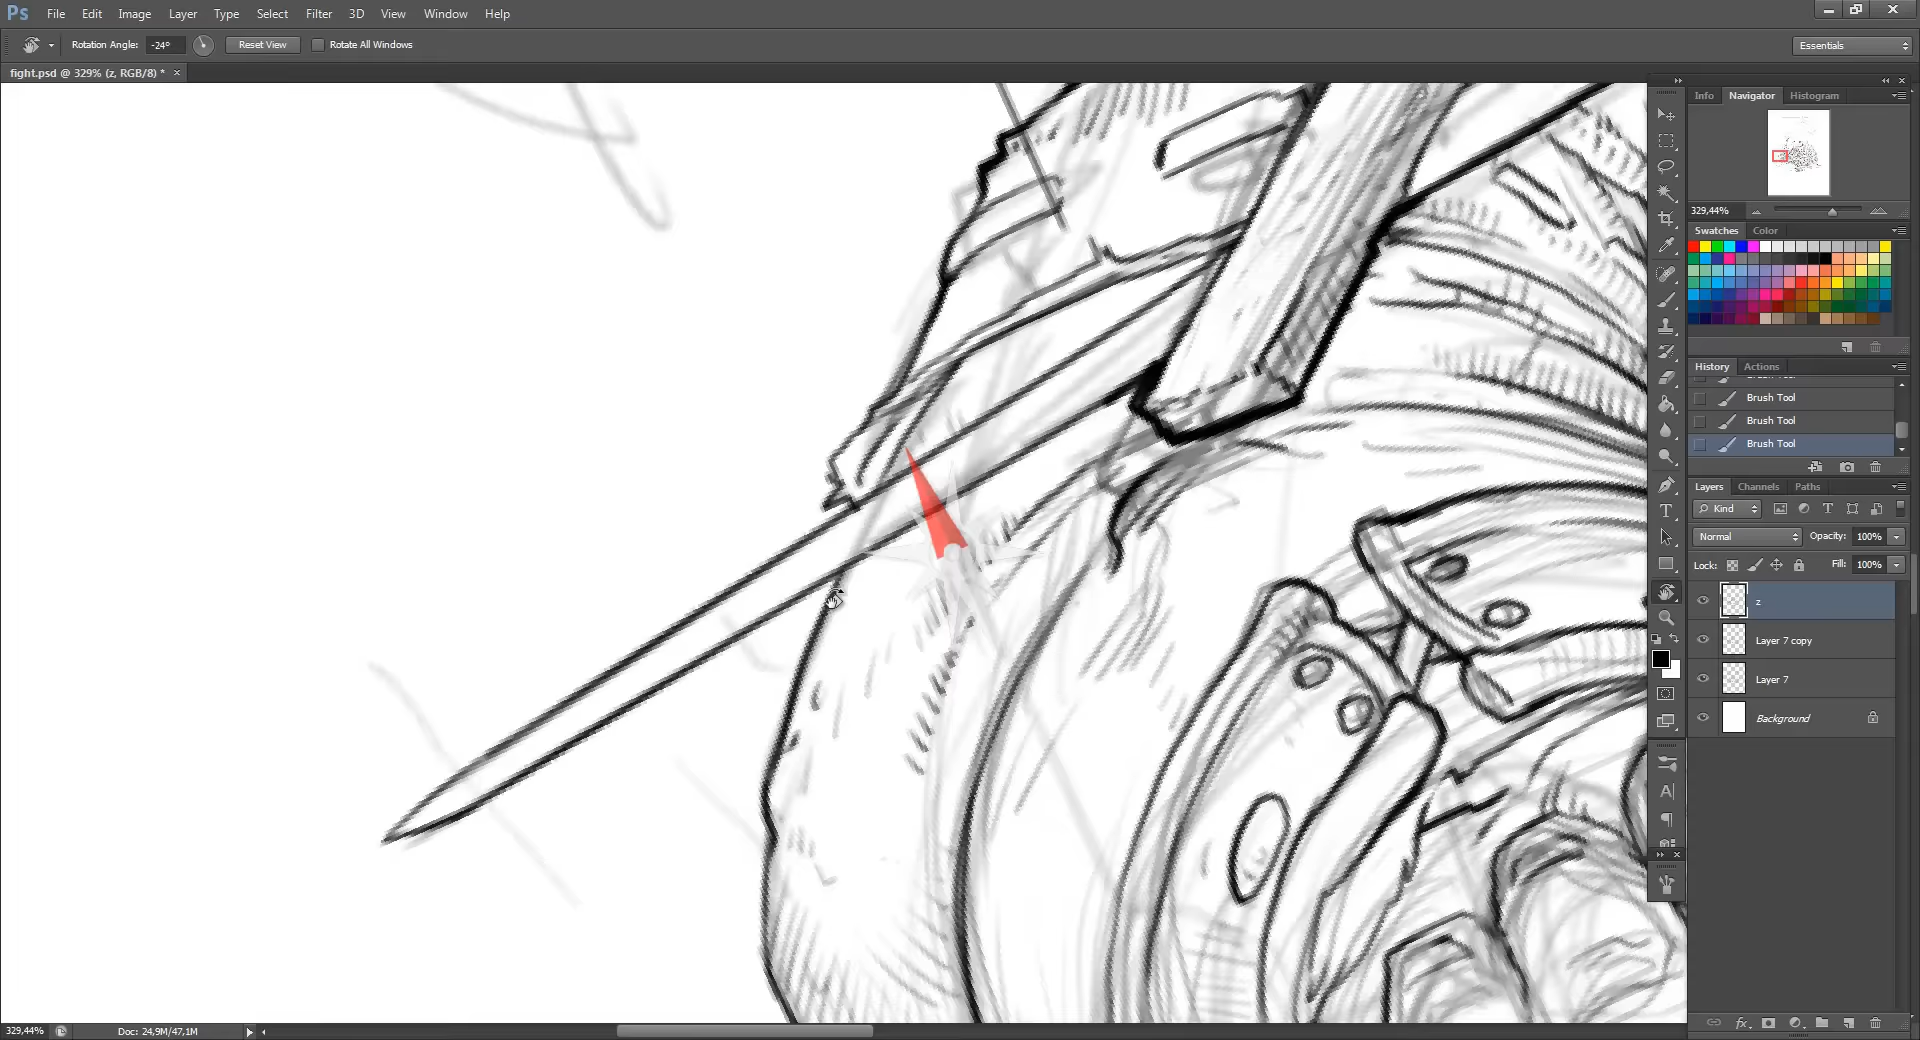 Ps File Edit Image Layer Type Select Filter 3D View Window Help
Rotation Angle: -24° Reset View Rotate All Windows Essentials
fight.psd @ 329% (z, RGB/8) * ×
Info Navigator Histogram
329,44%
Swatches Color
History Actions
Brush Tool
Brush Tool
Brush Tool
Layers Channels Paths
Kind
Normal Opacity: 100%
Lock: Fill: 100%
z
Layer 7 copy
Layer 7
Background
fx
329,44% Doc: 24,9M/47,1M